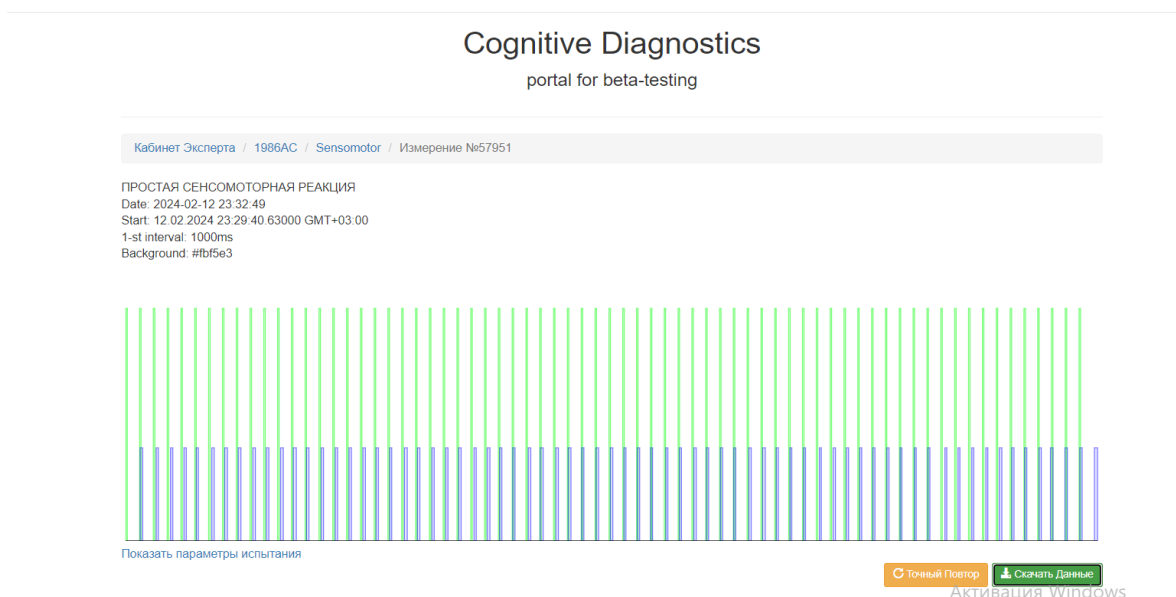 Cognitive Diagnostics
portal for beta-testing
Кабинет Эксперта / 1986AC / Sensomotor / Измерение №57951
ПРОСТАЯ СЕНСОМОТОРНАЯ РЕАКЦИЯ
Date: 2024-02-12 23:32:49
Start: 12.02.2024 23:29:40.63000 GMT+03:00
1-st interval: 1000ms
Background: #fbf5e3
Показать параметры испытания
Точный Повтор Скачать Данные
Активация Windows